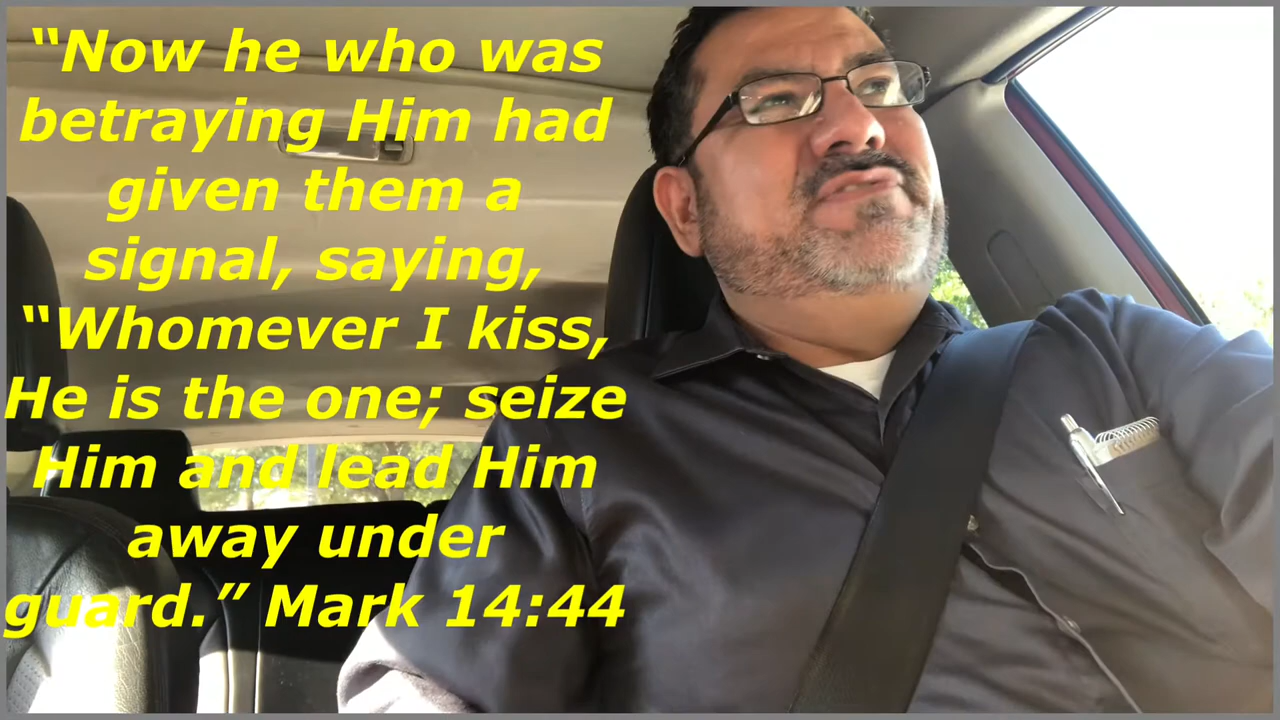 “Now he who was
betraying Him had
given them a
signal, saying,
“Whomever I kiss,
He is the one; seize
Him and lead Him
away under
guard.” Mark 14:44